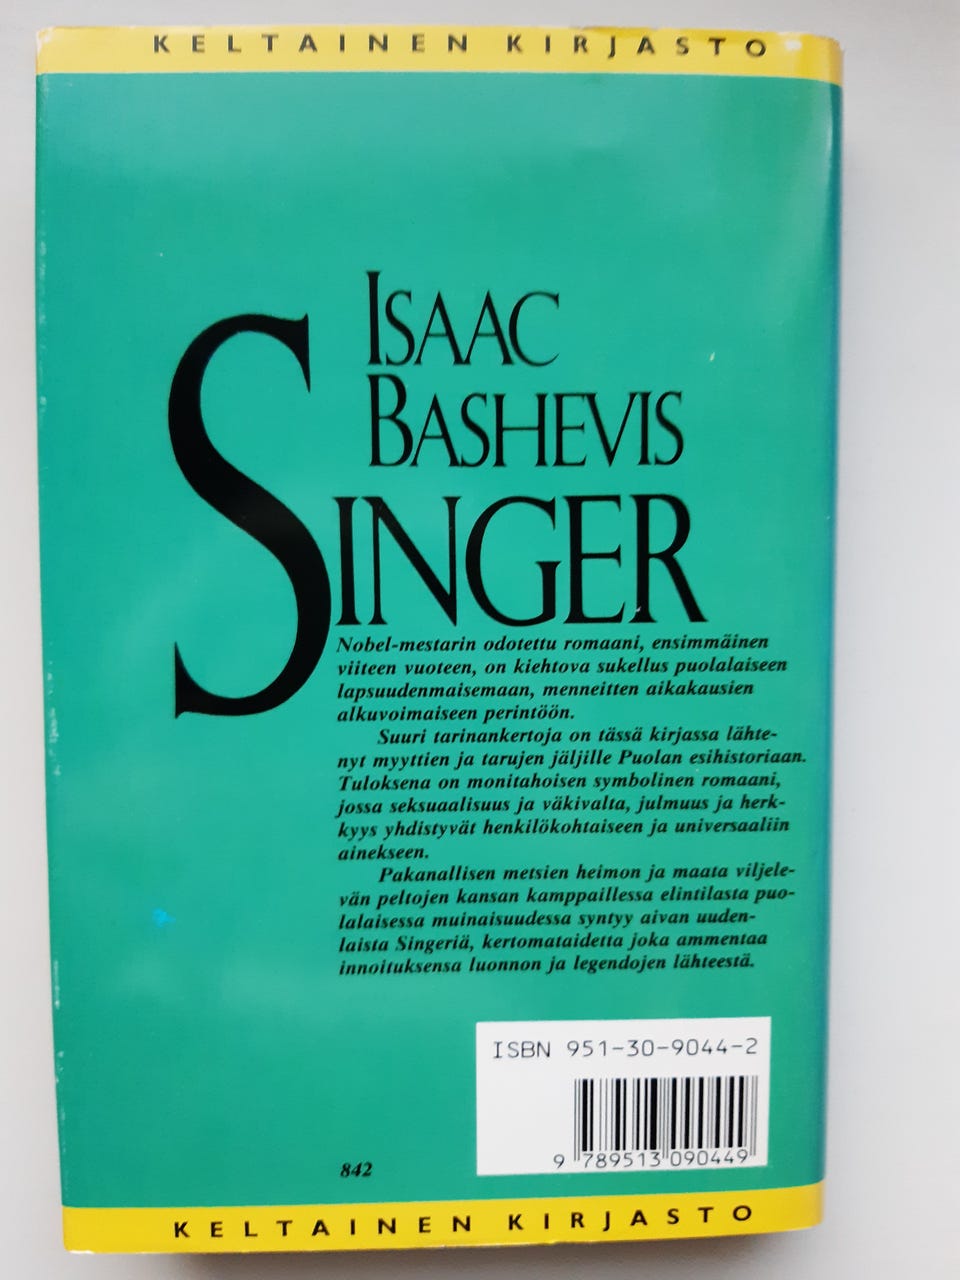 KELTAINEN KIRJASTO
ISAAC
BASHEVIS
SINGER
Nobel-mestarin odotettu romaani, ensimmäinen
viiteen vuoteen, on kiehtova sukellus puolalaiseen
lapsuudenmaisemaan, menneitten aikakausien
alkuvoimaiseen perintöön.
Suuri tarinankertoja on tässä kirjassa lähte-
nyt myyttien ja tarujen jäljille Puolan esihistoriaan.
Tuloksena on monitahoisen symbolinen romaani,
jossa seksuaalisuus ja väkivalta, julmuus ja herk-
kyys yhdistyvät henkilökohtaiseen ja universaaliin
ainekseen.
Pakanallisen metsien heimon ja maata viljele-
vän peltojen kansan kamppaillessa elintilasta puo-
lalaisessa muinaisuudessa syntyy aivan uuden-
laista Singeriä, kertomataidetta joka ammentaa
innoituksensa luonnon ja legendojen lähteestä.
ISBN 951-30-9044-2
9 789513 090449
842
KELTAINEN KIRJASTO